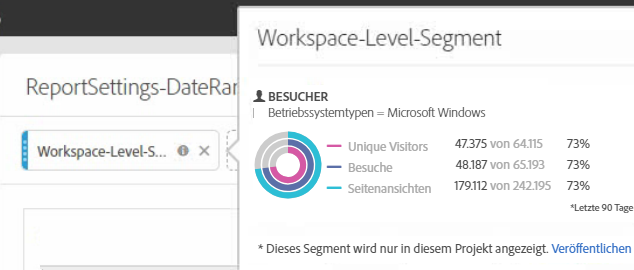 Workspace-Level-Segment
ReportSettings-DateRan
BESUCHER
Betriebssystemtypen = Microsoft Windows
Workspace-Level-S...
Unique Visitors 47.375 von 64.115 73%
Besuche 48.187 von 65.193 73%
Seitenansichten 179.112 von 242.195 73%
*Letzte 90 Tage
* Dieses Segment wird nur in diesem Projekt angezeigt. Veröffentlichen